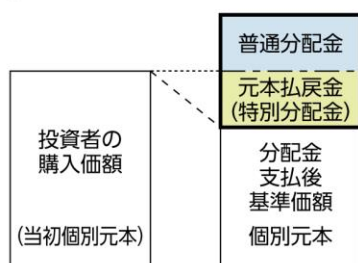 普通分配金
元本払戻金
(特別分配金)
投資者の
購入価額
(当初個別元本)
分配金
支払後
基準価額
個別元本